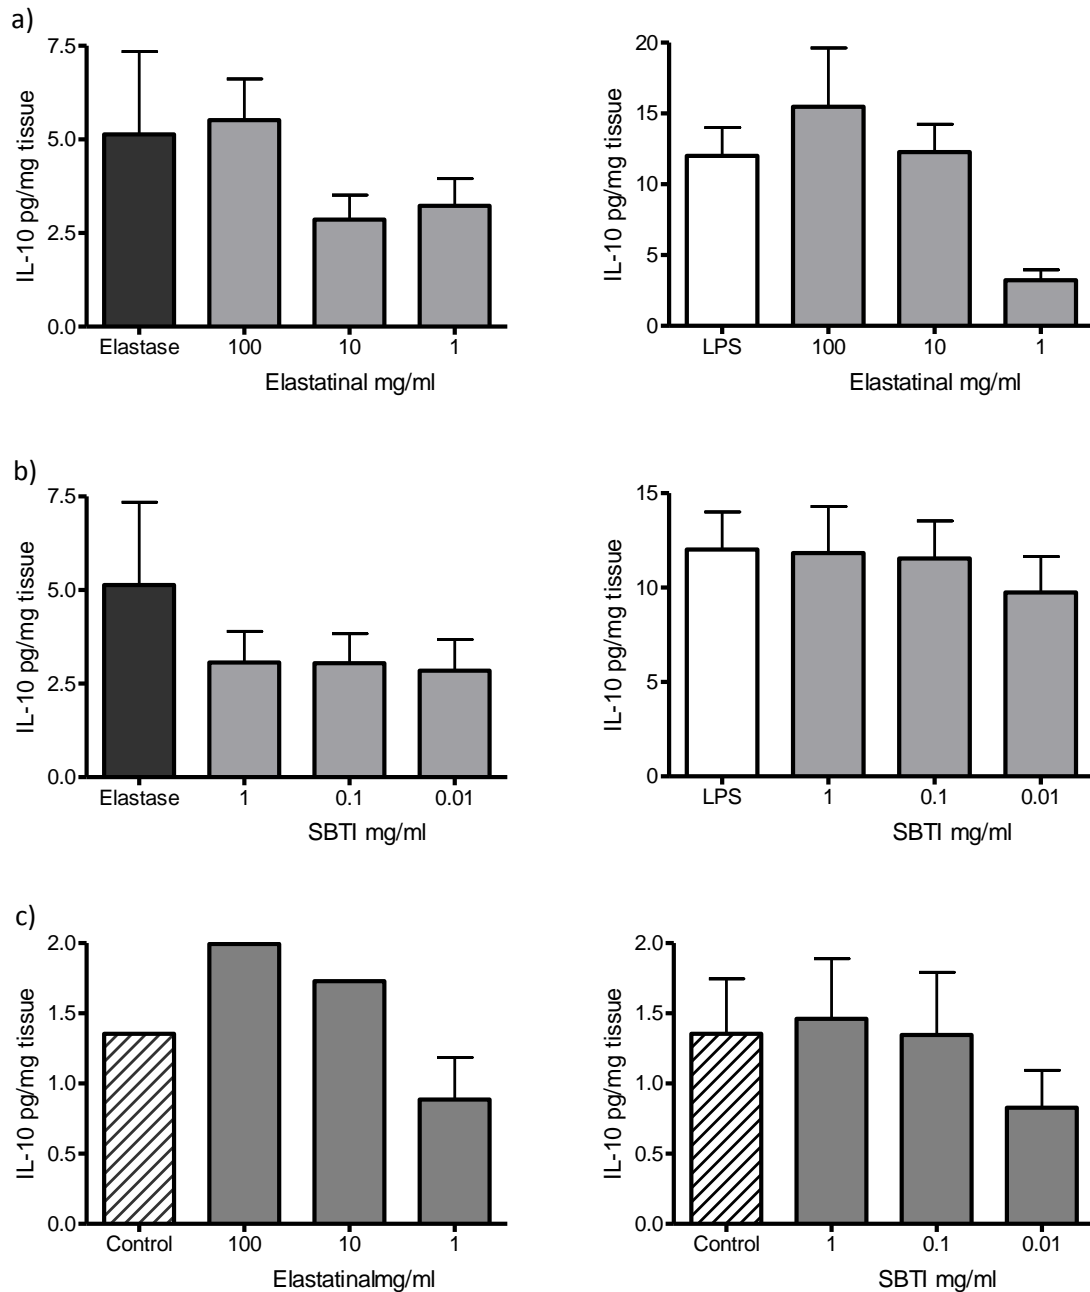 a)
IL-10 pg/mg tissue
7.5
5.0
2.5
0.0
Elastase 100 10 1
Elastatinal mg/ml
IL-10 pg/mg tissue
20
15
10
5
0
LPS 100 10 1
Elastatinal mg/ml
b)
IL-10 pg/mg tissue
7.5
5.0
2.5
0.0
Elastase 1 0.1 0.01
SBTI mg/ml
IL-10 pg/mg tissue
15
10
5
0
LPS 1 0.1 0.01
SBTI mg/ml
c)
IL-10 pg/mg tissue
2.0
1.5
1.0
0.5
0.0
Control 100 10 1
Elastatinalmg/ml
IL-10 pg/mg tissue
2.0
1.5
1.0
0.5
0.0
Control 1 0.1 0.01
SBTI mg/ml